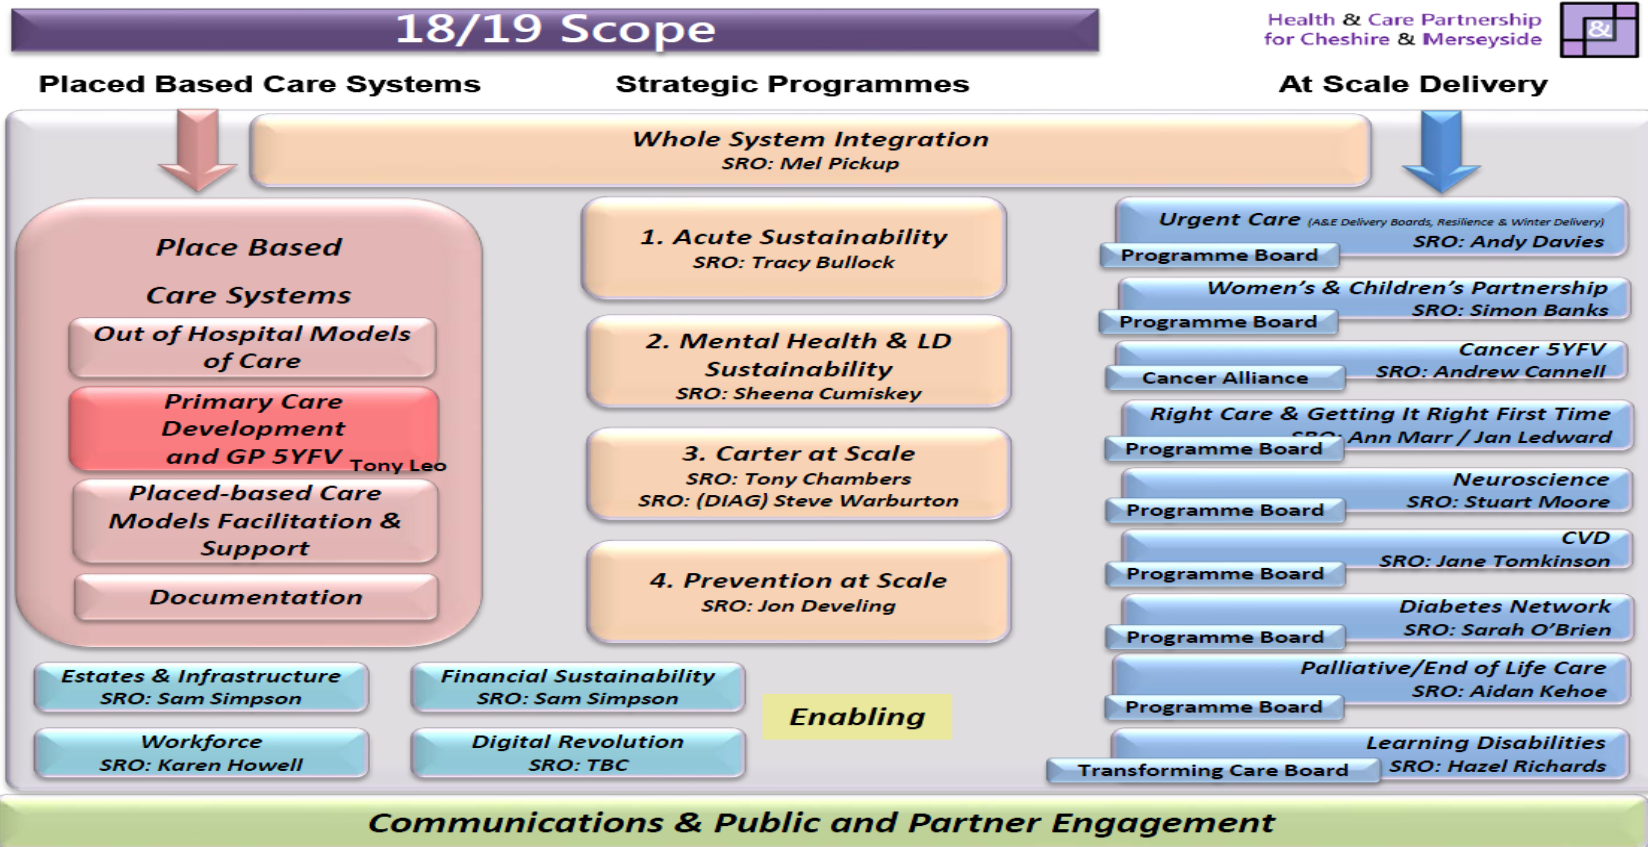 18/19 Scope
Health & Care Partnership
for Cheshire & Merseyside
&
Placed Based Care Systems
Strategic Programmes
At Scale Delivery
Whole System Integration
SRO: Mel Pickup
Place Based
Care Systems
Out of Hospital Models
of Care
Primary Care
Development
and GP 5YFV
Tony Leo
Placed-based Care
Models Facilitation &
Support
Documentation
1. Acute Sustainability
SRO: Tracy Bullock
2. Mental Health & LD
Sustainability
SRO: Sheena Cumiskey
3. Carter at Scale
SRO: Tony Chambers
SRO: (DIAG) Steve Warburton
4. Prevention at Scale
SRO: Jon Develing
Urgent Care (A&E Delivery Boards, Resilience & Winter Delivery)
SRO: Andy Davies
Programme Board
Women's & Children's Partnership
SRO: Simon Banks
Programme Board
Cancer 5YFV
SRO: Andrew Cannell
Cancer Alliance
Right Care & Getting It Right First Time
SRO: Ann Marr / Jan Ledward
Programme Board
Neuroscience
SRO: Stuart Moore
Programme Board
CVD
SRO: Jane Tomkinson
Programme Board
Diabetes Network
SRO: Sarah O'Brien
Programme Board
Palliative/End of Life Care
SRO: Aidan Kehoe
Programme Board
Learning Disabilities
SRO: Hazel Richards
Transforming Care Board
Estates & Infrastructure
SRO: Sam Simpson
Financial Sustainability
SRO: Sam Simpson
Enabling
Workforce
SRO: Karen Howell
Digital Revolution
SRO: TBC
Communications & Public and Partner Engagement